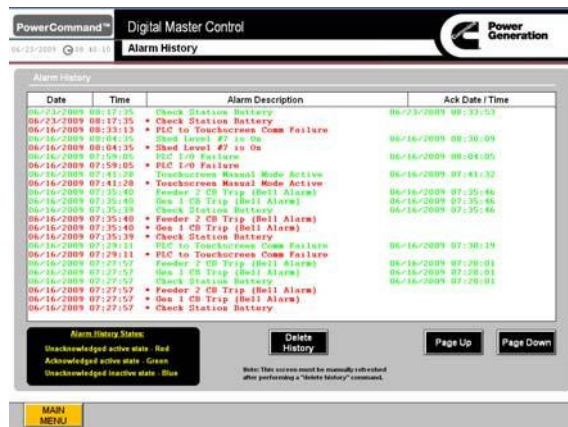 PowerCommand™
Digital Master Control
Power
Generation
06/23/2009 08 40:10
Alarm History
Alarm History
Date Time Alarm Description Ack Date / Time
06/23/2009 08:17:35 Check Station Battery 06/23/2009 08:33:53
06/23/2009 08:17:35 * Check Station Battery
06/16/2009 08:33:13 * PLC to Touchscreen Comm Failure
06/16/2009 08:04:35 Shed Level #7 is On 06/16/2009 08:30:09
06/16/2009 08:04:35 * Shed Level #7 is On
06/16/2009 07:59:05 PLC I/O Failure 06/16/2009 08:04:05
06/16/2009 07:59:05 * PLC I/O Failure
06/16/2009 07:41:28 Touchscreen Manual Mode Active 06/16/2009 07:41:32
06/16/2009 07:41:28 * Touchscreen Manual Mode Active
06/16/2009 07:35:40 Feeder 2 CB Trip (Bell Alarm) 06/16/2009 07:35:46
06/16/2009 07:35:40 Gen 1 CB Trip (Bell Alarm) 06/16/2009 07:35:46
06/16/2009 07:35:39 Check Station Battery 06/16/2009 07:35:46
06/16/2009 07:35:40 * Feeder 2 CB Trip (Bell Alarm)
06/16/2009 07:35:40 * Gen 1 CB Trip (Bell Alarm)
06/16/2009 07:35:39 * Check Station Battery
06/16/2009 07:29:11 PLC to Touchscreen Comm Failure 06/16/2009 07:30:19
06/16/2009 07:29:11 * PLC to Touchscreen Comm Failure
06/16/2009 07:27:57 Feeder 2 CB Trip (Bell Alarm) 06/16/2009 07:28:01
06/16/2009 07:27:57 Gen 1 CB Trip (Bell Alarm) 06/16/2009 07:28:01
06/16/2009 07:27:57 Check Station Battery 06/16/2009 07:28:01
06/16/2009 07:27:57 * Feeder 2 CB Trip (Bell Alarm)
06/16/2009 07:27:57 * Gen 1 CB Trip (Bell Alarm)
06/16/2009 07:27:57 * Check Station Battery
Alarm History States:
Unacknowledged active state - Red
Acknowledged active state - Green
Unacknowledged inactive state - Blue
Delete
History
Note: This screen must be manually refreshed
after performing a "delete history" command.
Page Up
Page Down
MAIN
MENU